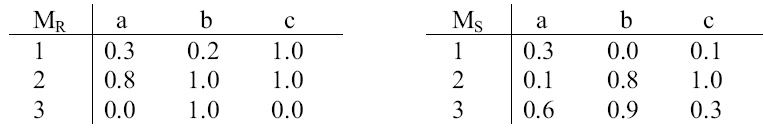 M_R a b c M_S a b c
1 0.3 0.2 1.0 1 0.3 0.0 0.1
2 0.8 1.0 1.0 2 0.1 0.8 1.0
3 0.0 1.0 0.0 3 0.6 0.9 0.3